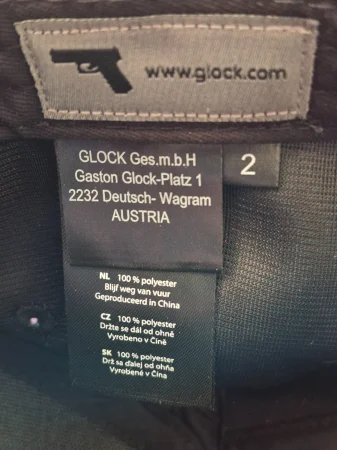 www.glock.com
GLOCK Ges.m.b.H
Gaston Glock-Platz 1
2232 Deutsch- Wagram
AUSTRIA
2
NL 100 % polyester
Blijf weg van vuur
Geproduceerd in China
CZ 100 % polyester
Držte se dál od ohně
Vyrobeno v Číně
SK 100 % polyester
Drž sa ďalej od ohňa
Vyrobené v Čína